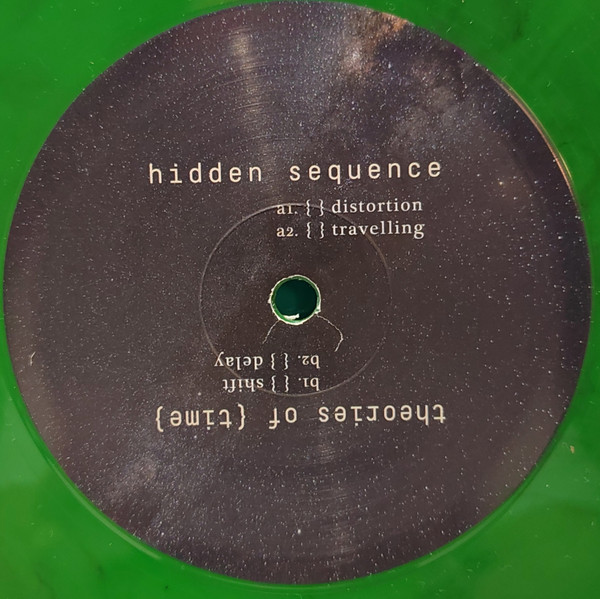 hidden sequence
a1. { } distortion
a2. { } travelling
theories of {time}
b1. { } shift
b2. { } delay